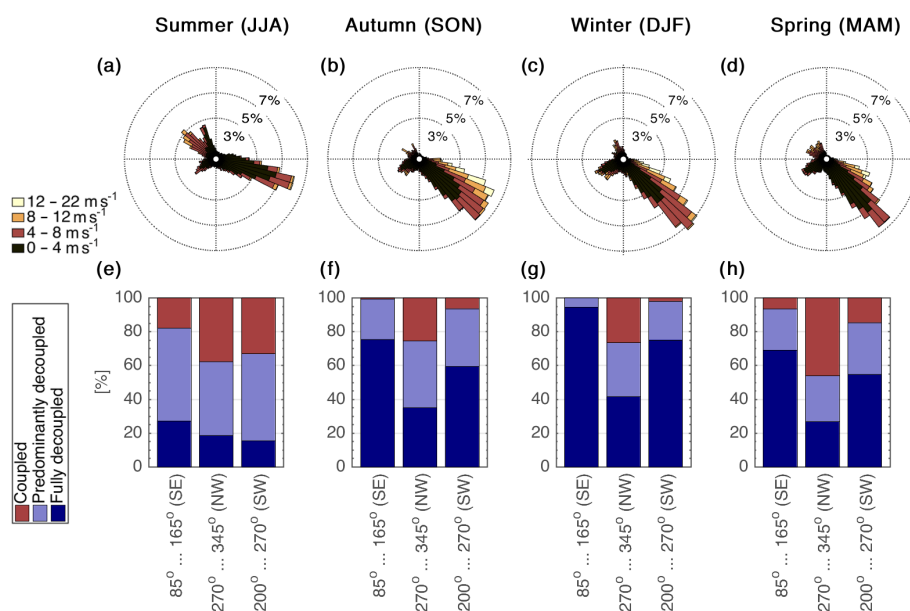 Summer (JJA) Autumn (SON) Winter (DJF) Spring (MAM)
(a) (b) (c) (d)
7% 7% 7% 7%
5% 5% 5% 5%
3% 3% 3% 3%
12 – 22 ms⁻¹
8 – 12 ms⁻¹
4 – 8 ms⁻¹
0 – 4 ms⁻¹
(e) (f) (g) (h)
100 100 100 100
80 80 80 80
60 60 60 60
40 40 40 40
20 20 20 20
0 0 0 0
[%]
Coupled
Predominantly decoupled
Fully decoupled
85° ... 165° (SE)
270° ... 345° (NW)
200° ... 270° (SW)
85° ... 165° (SE)
270° ... 345° (NW)
200° ... 270° (SW)
85° ... 165° (SE)
270° ... 345° (NW)
200° ... 270° (SW)
85° ... 165° (SE)
270° ... 345° (NW)
200° ... 270° (SW)